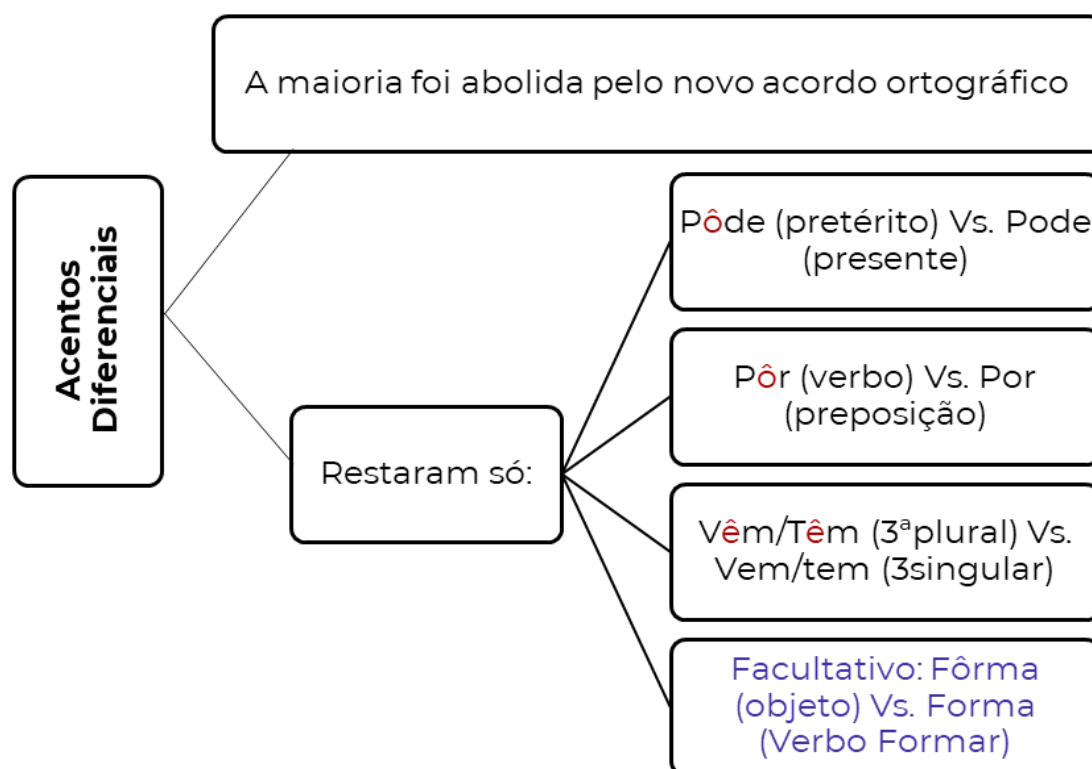 A maioria foi abolida pelo novo acordo ortográfico
Acentos
Diferenciais
Restaram só:
Pôde (pretérito) Vs. Pode
(presente)
Pôr (verbo) Vs. Por
(preposição)
Vêm/Têm (3ªplural) Vs.
Vem/tem (3singular)
Facultativo: Fôrma
(objeto) Vs. Forma
(Verbo Formar)